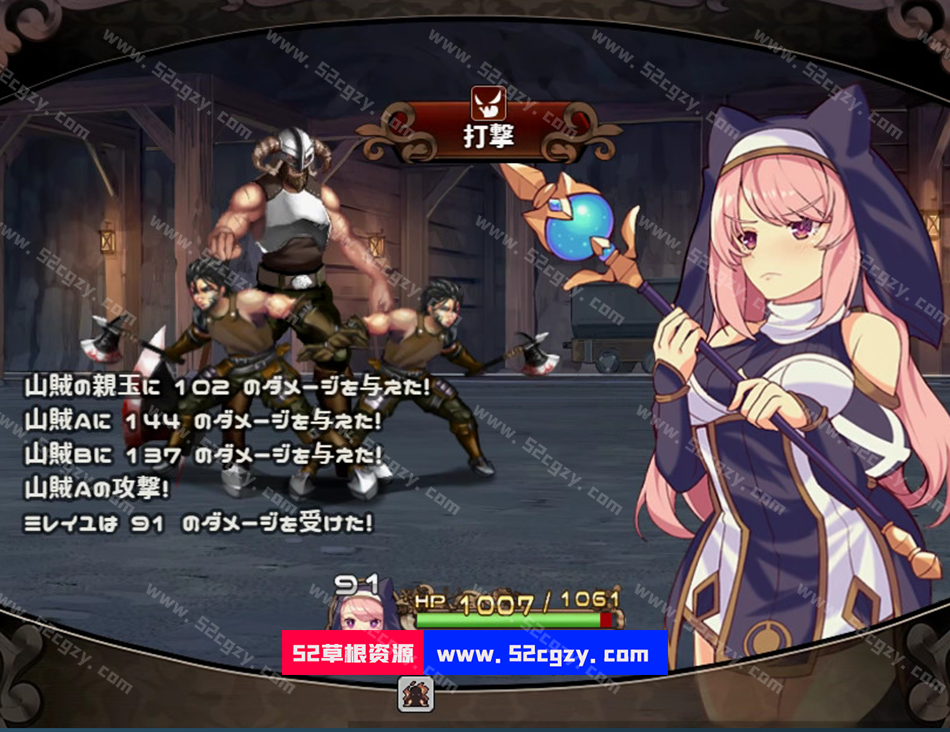 打撃
山賊の親玉に 102 のダメージを与えた!
山賊Aに 144 のダメージを与えた!
山賊Bに 137 のダメージを与えた!
山賊Aの攻撃!
ミレイユは 91 のダメージを受けた!
91
HP 1007/1061
52草根资源 www.52cgzy.com
www.52cgzy.com